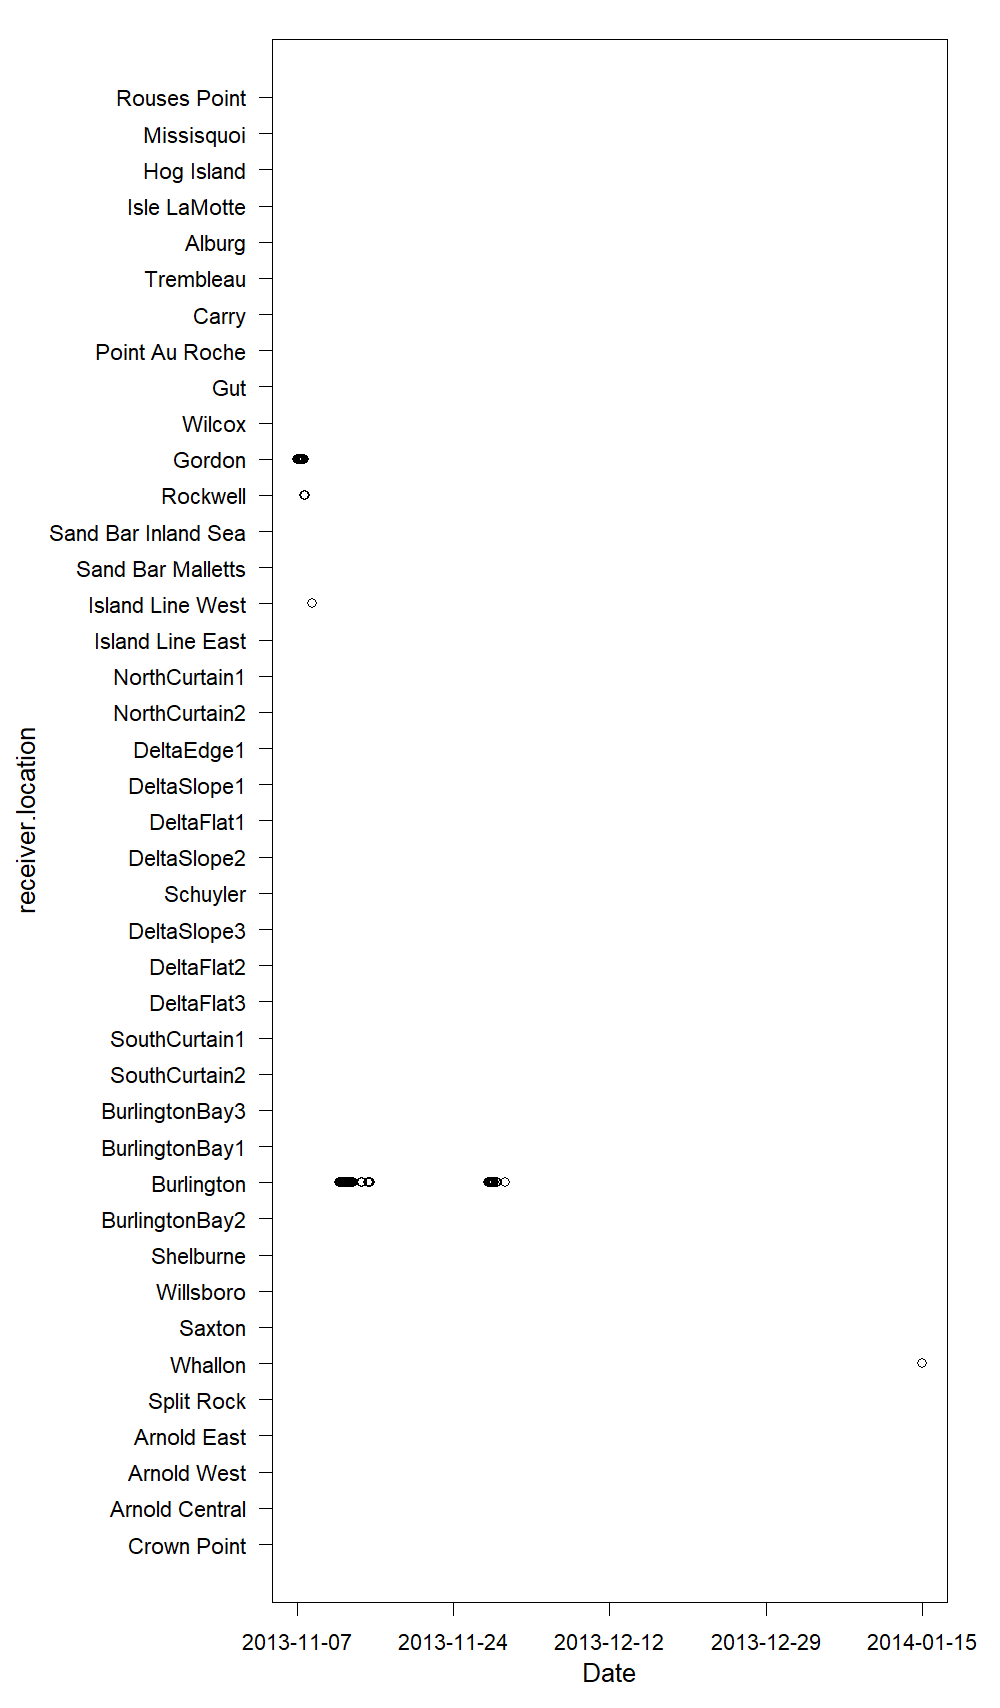 Rouses Point
Missisquoi
Hog Island
Isle LaMotte
Alburg
Trembleau
Carry
Point Au Roche
Gut
Wilcox
Gordon
Rockwell
Sand Bar Inland Sea
Sand Bar Malletts
Island Line West
Island Line East
NorthCurtain1
NorthCurtain2
DeltaEdge1
DeltaSlope1
DeltaFlat1
DeltaSlope2
Schuyler
DeltaSlope3
DeltaFlat2
DeltaFlat3
SouthCurtain1
SouthCurtain2
BurlingtonBay3
BurlingtonBay1
Burlington
BurlingtonBay2
Shelburne
Willsboro
Saxton
Whallon
Split Rock
Arnold East
Arnold West
Arnold Central
Crown Point
receiver.location
2013-11-07 2013-11-24 2013-12-12 2013-12-29 2014-01-15
Date